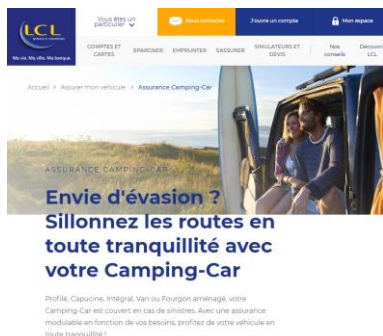 LCL
Ma vie. Ma ville. Ma banque.
Vous êtes un
particulier
Nous contacter
J'ouvre un compte
Mon espace
COMPTES ET
CARTES
EPARGNER
EMPRUNTER
S'ASSURER
SIMULATEURS ET
DEVIS
Nos
conseils
Découvri
LCL
Accueil > Assurer mon véhicule > Assurance Camping-Car
ASSURANCE CAMPING-CAR
Envie d'évasion ?
Sillonnez les routes en
toute tranquillité avec
votre Camping-Car
Profilé, Capucine, Intégral, Van ou Fourgon aménagé, votre
Camping-Car est couvert en cas de sinistres. Avec une assurance
modulable en fonction de vos besoins, profitez de votre véhicule en
toute tranquillité !